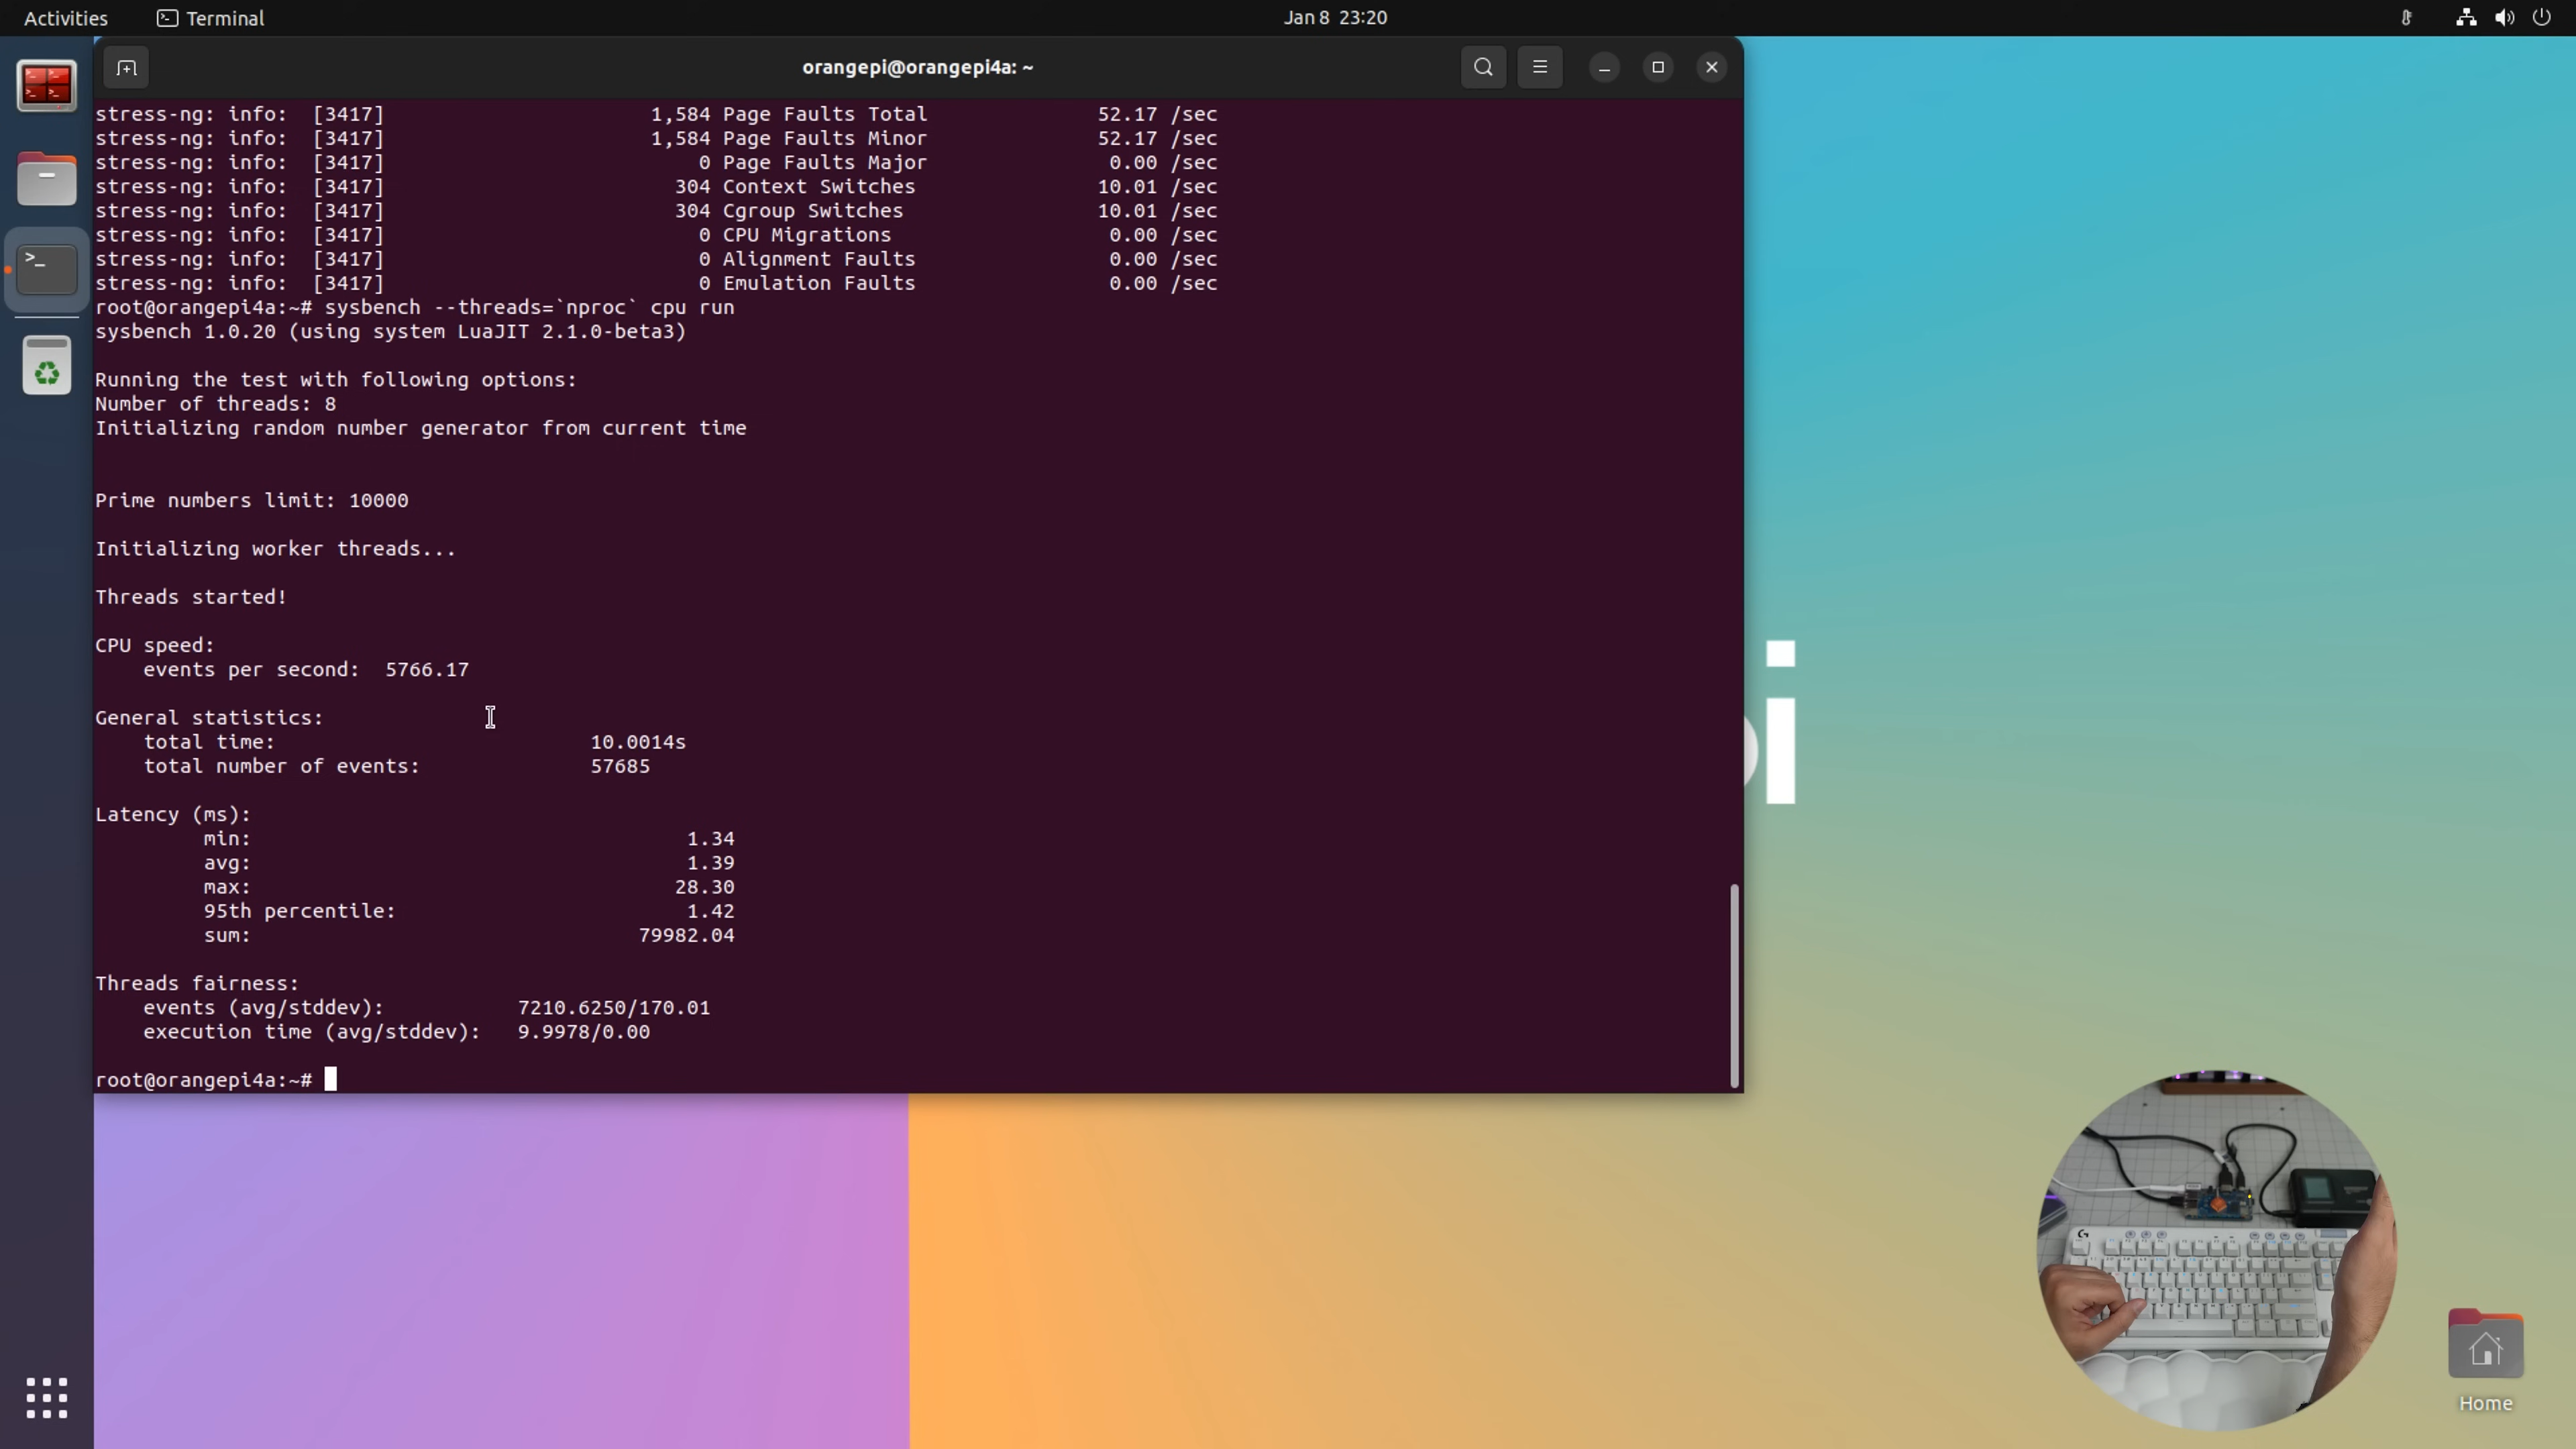 Activities
Terminal
Jan 8 23:20
orangepi@orangepi4a: ~
stress-ng: info: [3417] 1,584 Page Faults Total 52.17 /sec
stress-ng: info: [3417] 1,584 Page Faults Minor 52.17 /sec
stress-ng: info: [3417] 0 Page Faults Major 0.00 /sec
stress-ng: info: [3417] 304 Context Switches 10.01 /sec
stress-ng: info: [3417] 304 Cgroup Switches 10.01 /sec
stress-ng: info: [3417] 0 CPU Migrations 0.00 /sec
stress-ng: info: [3417] 0 Alignment Faults 0.00 /sec
stress-ng: info: [3417] 0 Emulation Faults 0.00 /sec
root@orangepi4a:~# sysbench --threads=`nproc` cpu run
sysbench 1.0.20 (using system LuaJIT 2.1.0-beta3)
Running the test with following options:
Number of threads: 8
Initializing random number generator from current time
Prime numbers limit: 10000
Initializing worker threads...
Threads started!
CPU speed:
events per second: 5766.17
General statistics:
total time: 10.0014s
total number of events: 57685
Latency (ms):
min: 1.34
avg: 1.39
max: 28.30
95th percentile: 1.42
sum: 79982.04
Threads fairness:
events (avg/stddev): 7210.6250/170.01
execution time (avg/stddev): 9.9978/0.00
root@orangepi4a:~#
i
Home